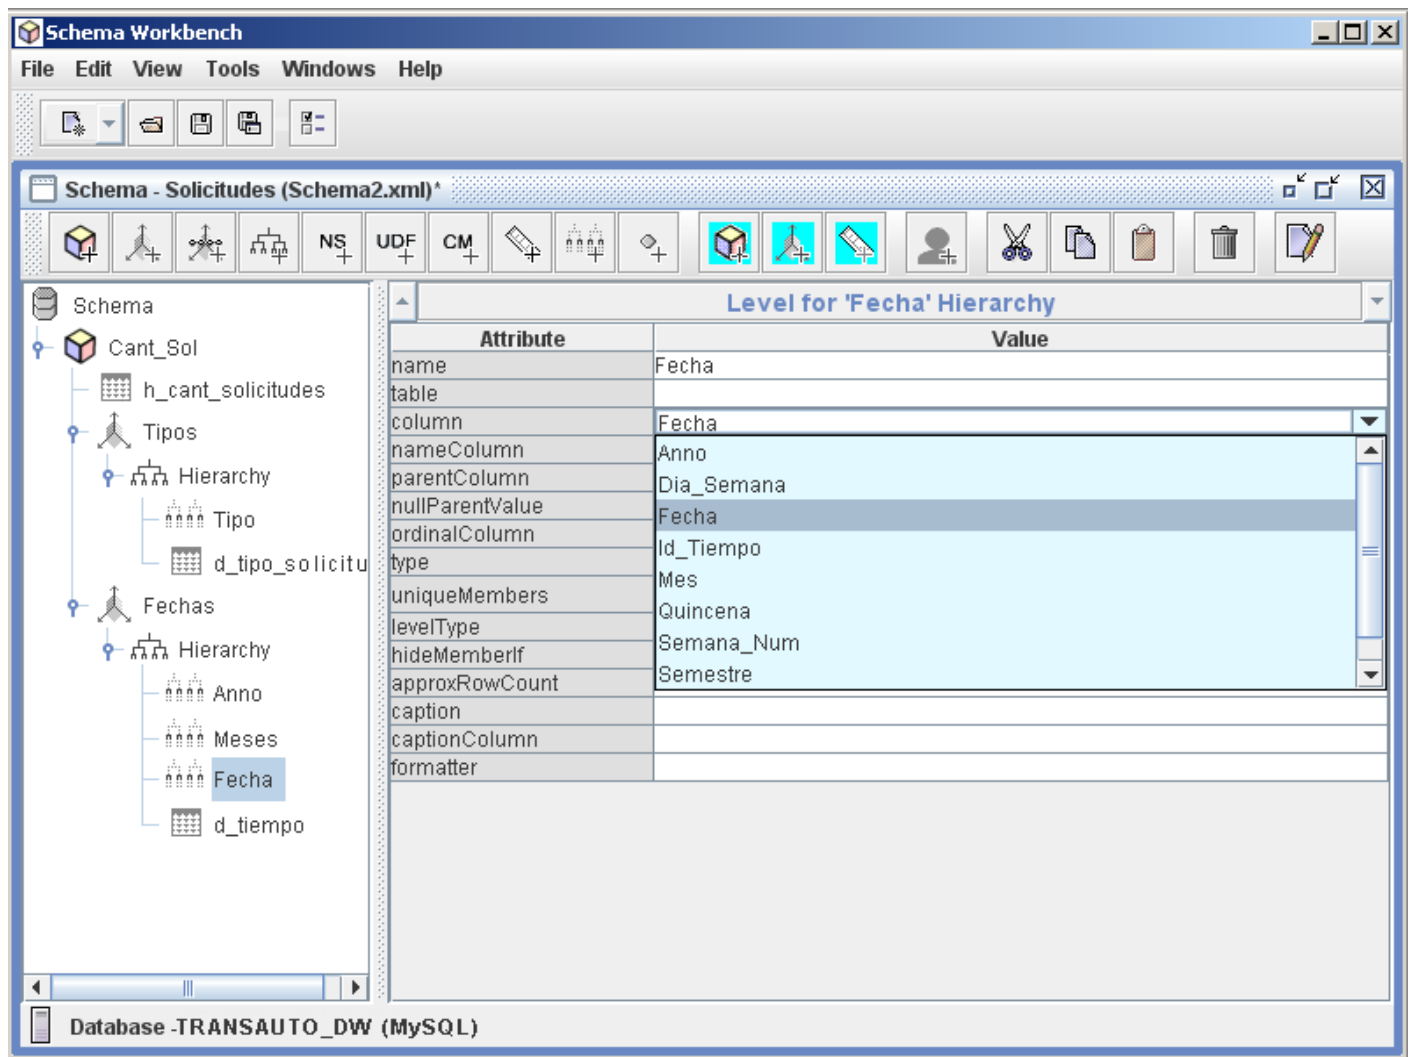 Schema Workbench
File Edit View Tools Windows Help
Schema - Solicitudes (Schema2.xml)*
NS UDF CM
Schema
Cant_Sol
h_cant_solicitudes
Tipos
Hierarchy
Tipo
d_tipo_solicitu
Fechas
Hierarchy
Anno
Meses
Fecha
d_tiempo
Level for 'Fecha' Hierarchy
Attribute Value
name Fecha
table
column Fecha
nameColumn
parentColumn
nullParentValue
ordinalColumn
type
uniqueMembers
levelType
hideMemberIf
approxRowCount
caption
captionColumn
formatter
Anno
Dia_Semana
Fecha
Id_Tiempo
Mes
Quincena
Semana_Num
Semestre
Database -TRANSAUTO_DW (MySQL)